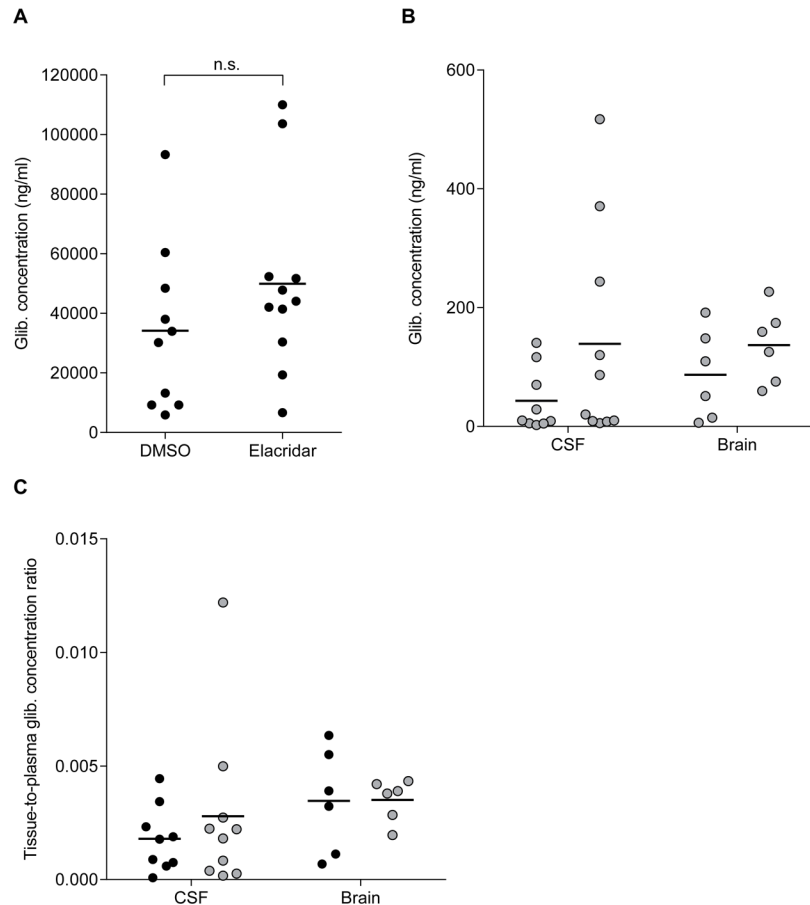 A
n.s.
Glib. concentration (ng/ml)
120000
100000
80000
60000
40000
20000
0
DMSO Elacridar
B
Glib. concentration (ng/ml)
600
400
200
0
CSF Brain
C
Tissue-to-plasma glib. concentration ratio
0.015
0.010
0.005
0.000
CSF Brain